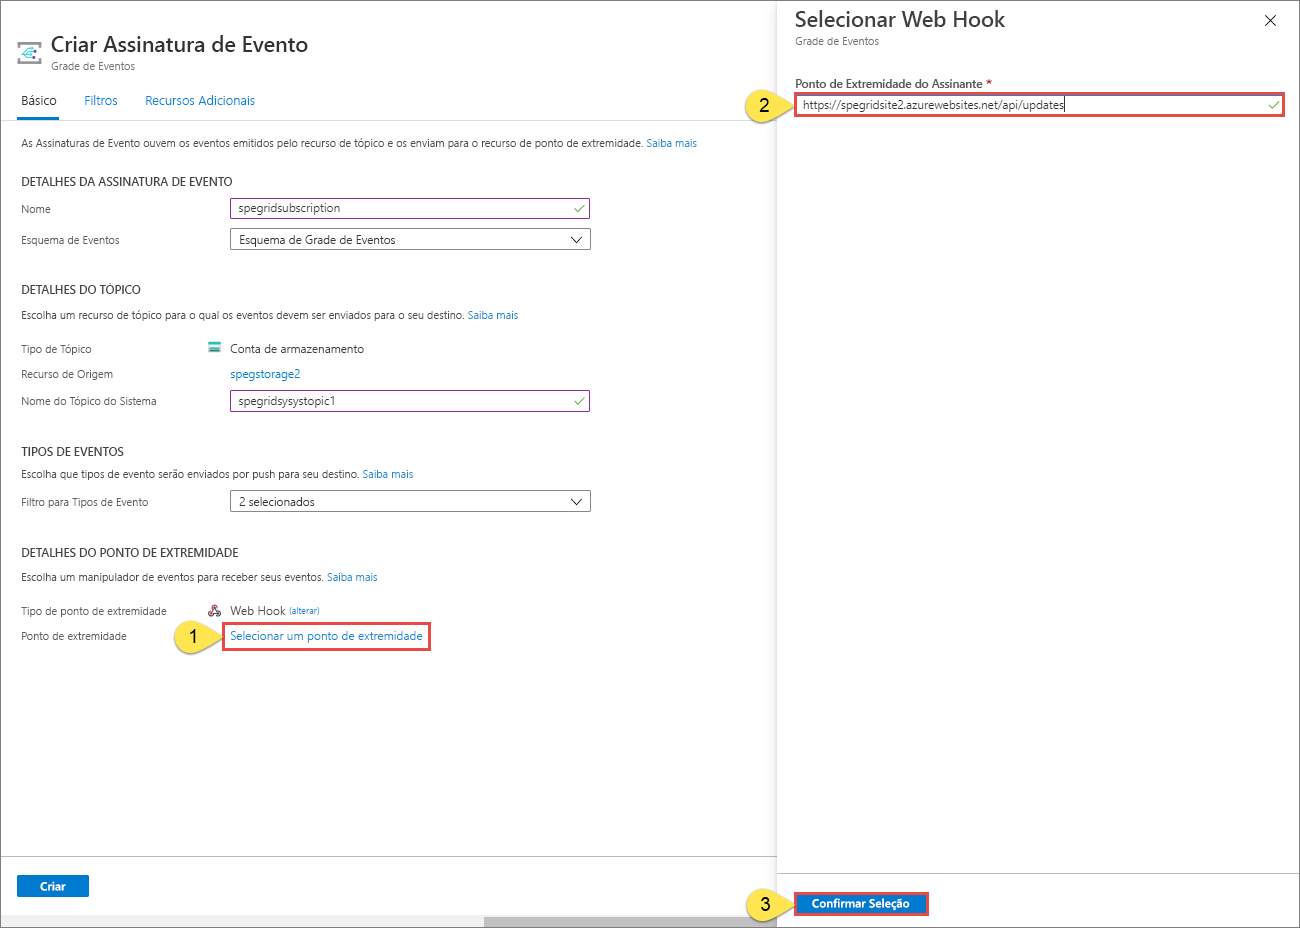 Criar Assinatura de Evento
Grade de Eventos
Básico Filtros Recursos Adicionais
As Assinaturas de Evento ouvem os eventos emitidos pelo recurso de tópico e os enviam para o recurso de ponto de extremidade. Saiba mais
DETALHES DA ASSINATURA DE EVENTO
Nome spegridsubscription
Esquema de Eventos Esquema de Grade de Eventos
DETALHES DO TÓPICO
Escolha um recurso de tópico para o qual os eventos devem ser enviados para o seu destino. Saiba mais
Tipo de Tópico Conta de armazenamento
Recurso de Origem spegstorage2
Nome do Tópico do Sistema spegridsysystopic1
TIPOS DE EVENTOS
Escolha que tipos de evento serão enviados por push para seu destino. Saiba mais
Filtro para Tipos de Evento 2 selecionados
DETALHES DO PONTO DE EXTREMIDADE
Escolha um manipulador de eventos para receber seus eventos. Saiba mais
Tipo de ponto de extremidade Web Hook (alterar)
Ponto de extremidade 1 Selecionar um ponto de extremidade
Criar
Selecionar Web Hook
Grade de Eventos
Ponto de Extremidade do Assinante *
2 https://spegridsite2.azurewebsites.net/api/updates
3 Confirmar Seleção